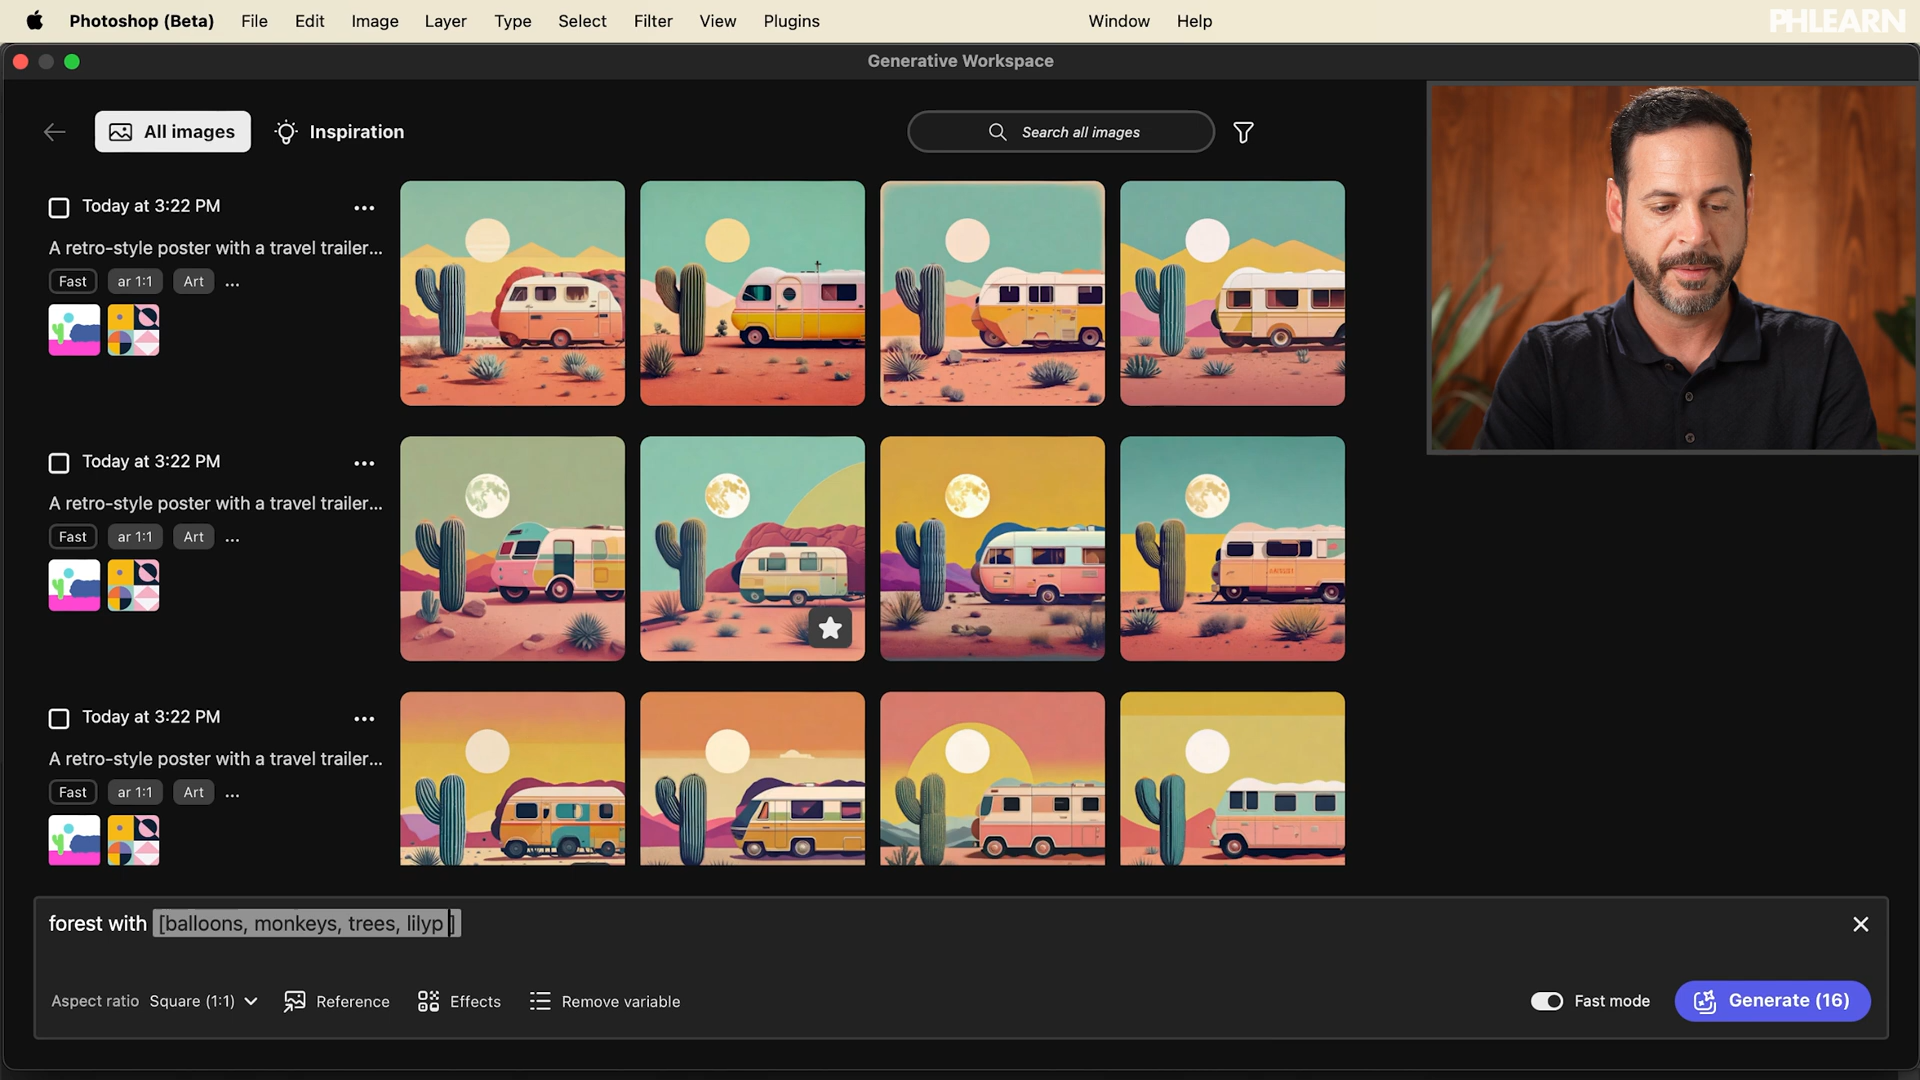 Photoshop (Beta) File Edit Image Layer Type Select Filter View Plugins Window Help
PHLEARN
Generative Workspace
All images Inspiration Search all images
Today at 3:22 PM ...
A retro-style poster with a travel trailer...
Fast ar 1:1 Art ...
Today at 3:22 PM ...
A retro-style poster with a travel trailer...
Fast ar 1:1 Art ...
Today at 3:22 PM ...
A retro-style poster with a travel trailer...
Fast ar 1:1 Art ...
forest with [balloons, monkeys, trees, lilyp ]
Aspect ratio Square (1:1) Reference Effects Remove variable Fast mode Generate (16)